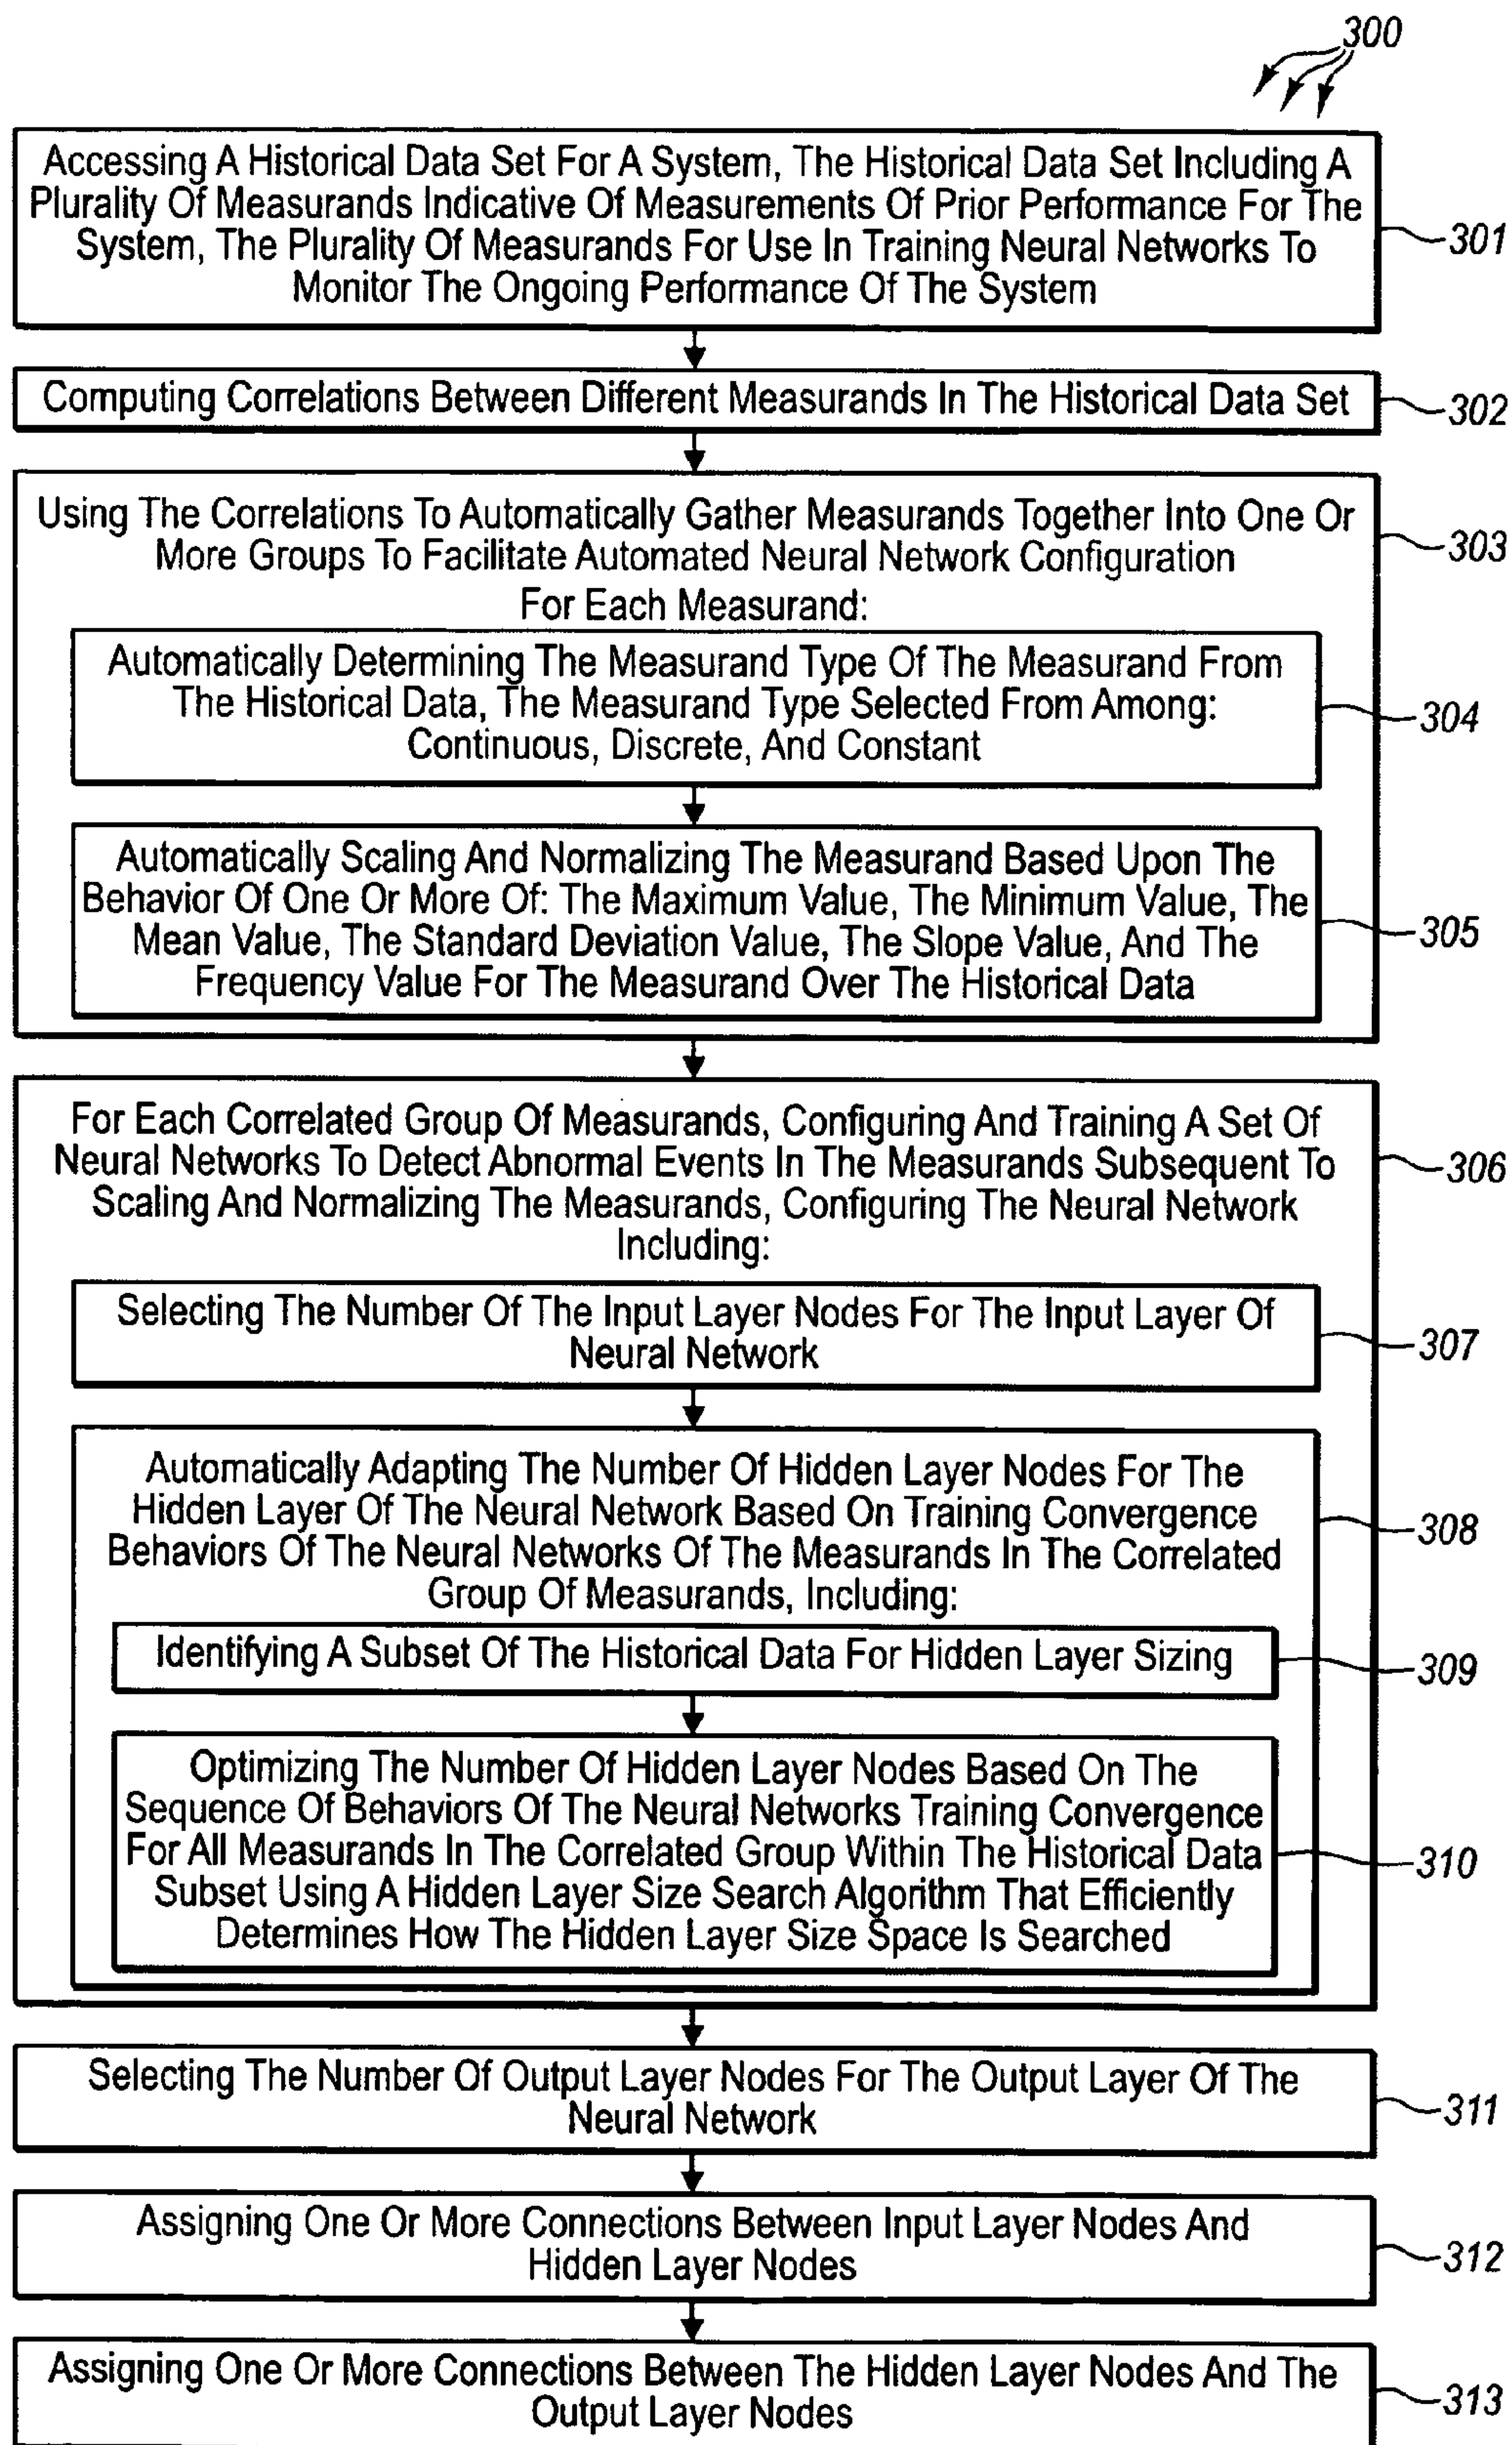 300
Accessing A Historical Data Set For A System, The Historical Data Set Including A
Plurality Of Measurands Indicative Of Measurements Of Prior Performance For The
System, The Plurality Of Measurands For Use In Training Neural Networks To
Monitor The Ongoing Performance Of The System
301
Computing Correlations Between Different Measurands In The Historical Data Set
302
Using The Correlations To Automatically Gather Measurands Together Into One Or
More Groups To Facilitate Automated Neural Network Configuration
303
For Each Measurand:
Automatically Determining The Measurand Type Of The Measurand From
The Historical Data, The Measurand Type Selected From Among:
Continuous, Discrete, And Constant
304
Automatically Scaling And Normalizing The Measurand Based Upon The
Behavior Of One Or More Of: The Maximum Value, The Minimum Value, The
Mean Value, The Standard Deviation Value, The Slope Value, And The
Frequency Value For The Measurand Over The Historical Data
305
For Each Correlated Group Of Measurands, Configuring And Training A Set Of
Neural Networks To Detect Abnormal Events In The Measurands Subsequent To
Scaling And Normalizing The Measurands, Configuring The Neural Network
Including:
306
Selecting The Number Of The Input Layer Nodes For The Input Layer Of
Neural Network
307
Automatically Adapting The Number Of Hidden Layer Nodes For The
Hidden Layer Of The Neural Network Based On Training Convergence
Behaviors Of The Neural Networks Of The Measurands In The Correlated
Group Of Measurands, Including:
308
Identifying A Subset Of The Historical Data For Hidden Layer Sizing
309
Optimizing The Number Of Hidden Layer Nodes Based On The
Sequence Of Behaviors Of The Neural Networks Training Convergence
For All Measurands In The Correlated Group Within The Historical Data
Subset Using A Hidden Layer Size Search Algorithm That Efficiently
Determines How The Hidden Layer Size Space Is Searched
310
Selecting The Number Of Output Layer Nodes For The Output Layer Of The
Neural Network
311
Assigning One Or More Connections Between Input Layer Nodes And
Hidden Layer Nodes
312
Assigning One Or More Connections Between The Hidden Layer Nodes And The
Output Layer Nodes
313